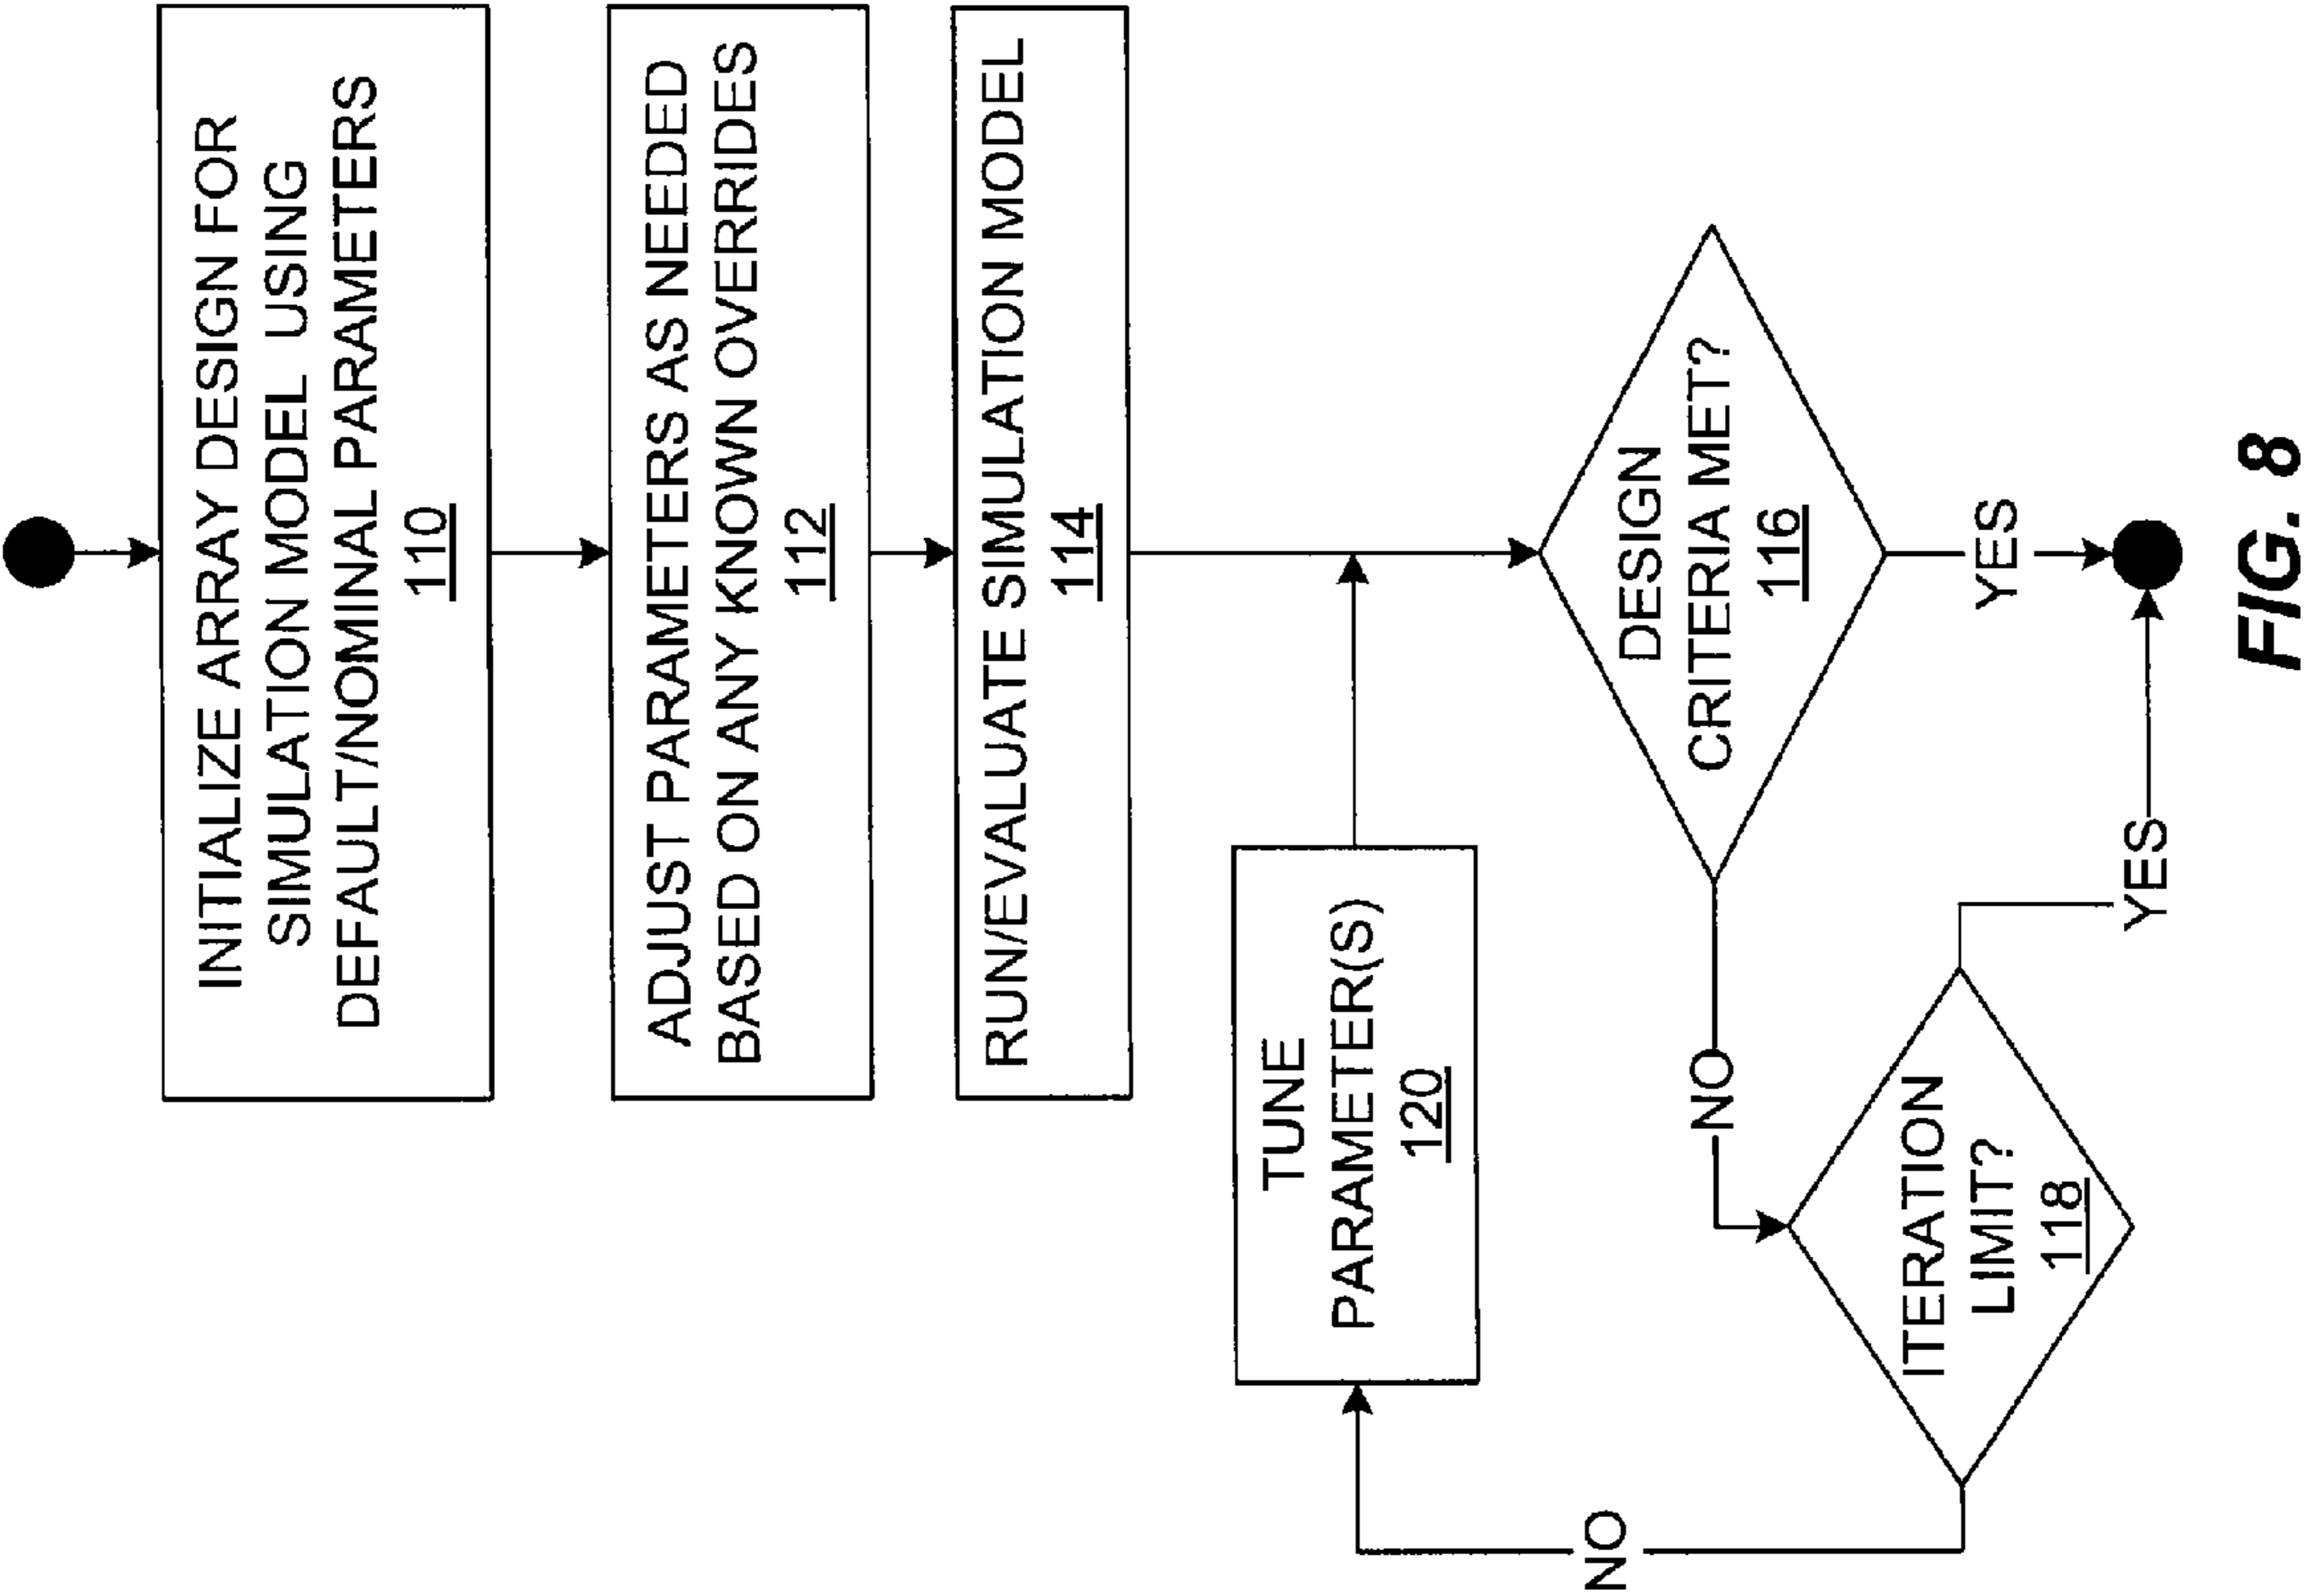 INITIALIZE ARRAY DESIGN FOR
SIMULATION MODEL USING
DEFAULT/NOMINAL PARAMETERS
110
ADJUST PARAMETERS AS NEEDED
BASED ON ANY KNOWN OVERRIDES
112
RUN/EVALUATE SIMULATION MODEL
114
TUNE
PARAMETER(S)
120
DESIGN
CRITERIA MET?
116
NO
YES
ITERATION
LIMIT?
118
NO
YES
FIG. 8